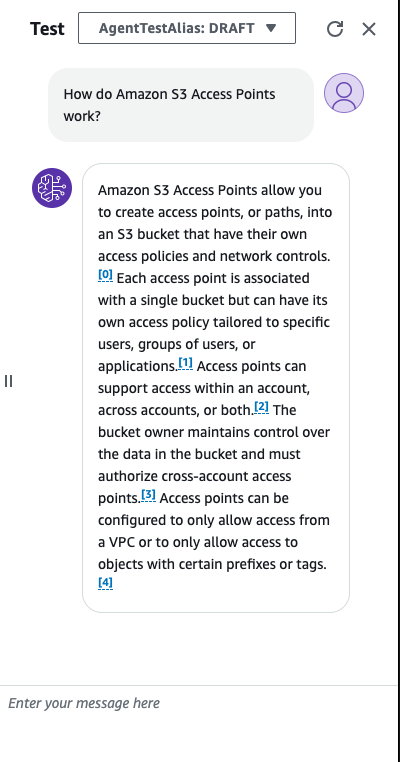 Test
AgentTestAlias: DRAFT
How do Amazon S3 Access Points
work?
Amazon S3 Access Points allow you
to create access points, or paths, into
an S3 bucket that have their own
access policies and network controls.
[0] Each access point is associated
with a single bucket but can have its
own access policy tailored to specific
users, groups of users, or
applications.[1] Access points can
support access within an account,
across accounts, or both.[2] The
bucket owner maintains control over
the data in the bucket and must
authorize cross-account access
points.[3] Access points can be
configured to only allow access from
a VPC or to only allow access to
objects with certain prefixes or tags.
[4]
Enter your message here